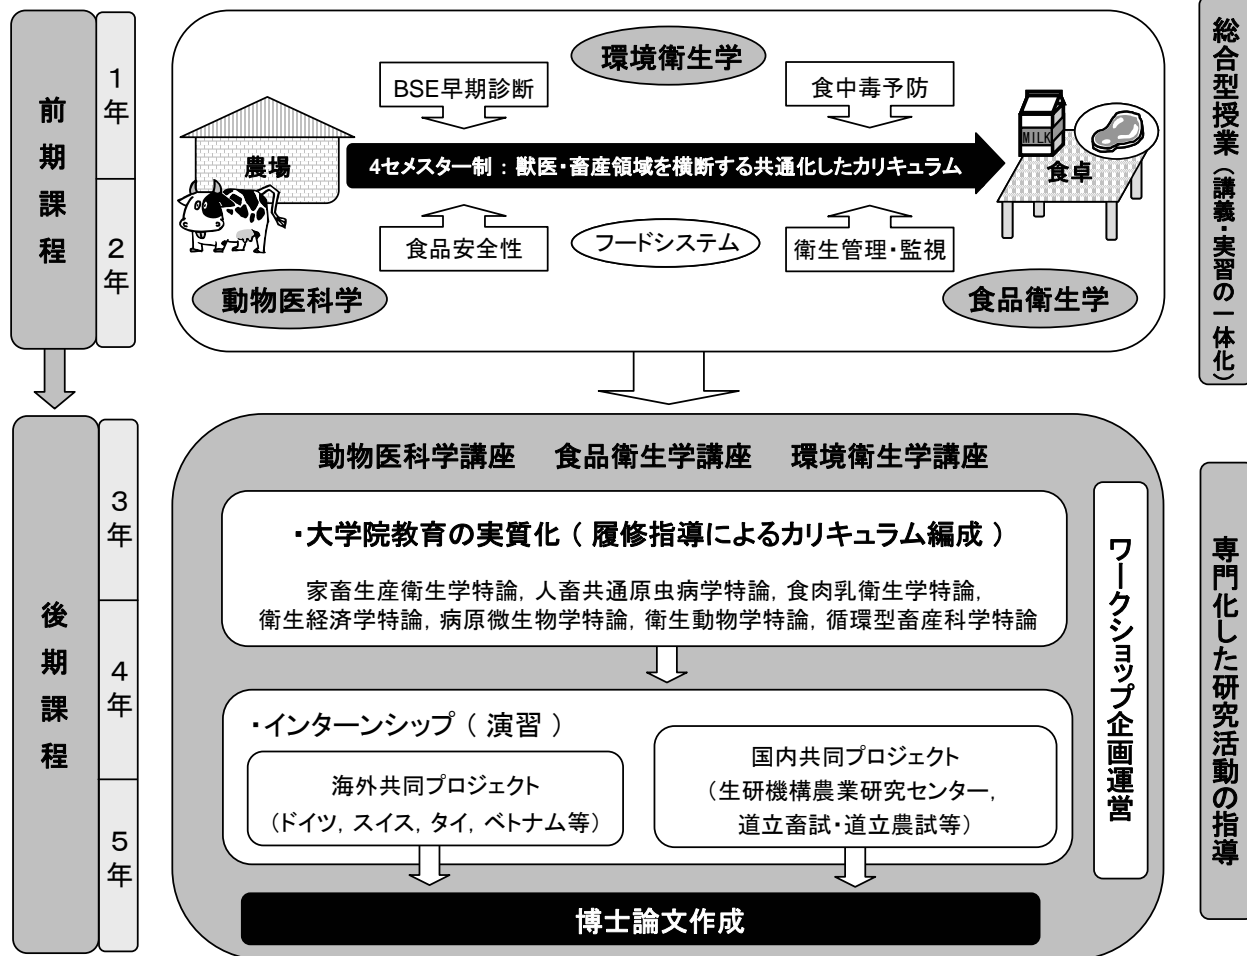 前期課程
1年
2年
環境衛生学
BSE早期診断
食中毒予防
農場
4セメスター制：獣医・畜産領域を横断する共通化したカリキュラム
MILK
食卓
食品安全性
フードシステム
衛生管理・監視
動物医科学
食品衛生学
総合型授業（講義・実習の一体化）
後期課程
3年
4年
5年
動物医科学講座 食品衛生学講座 環境衛生学講座
・大学院教育の実質化（履修指導によるカリキュラム編成）
家畜生産衛生学特論，人畜共通原虫病学特論，食肉乳衛生学特論，
衛生経済学特論，病原微生物学特論，衛生動物学特論，循環型畜産科学特論
・インターンシップ（演習）
海外共同プロジェクト
（ドイツ，スイス，タイ，ベトナム等）
国内共同プロジェクト
（生研機構農業研究センター，
道立畜試・道立農試等）
ワークショップ企画運営
博士論文作成
専門化した研究活動の指導